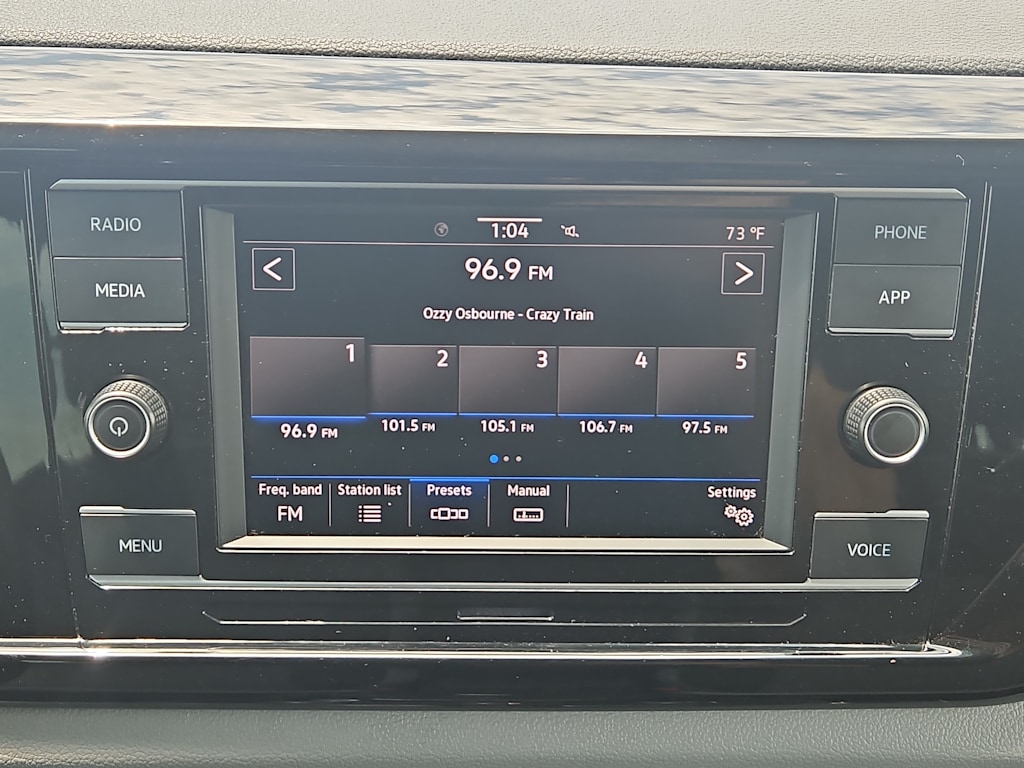 RADIO
MEDIA
MENU
1:04
73 °F
<
96.9 FM
>
Ozzy Osbourne - Crazy Train
1 2 3 4 5
96.9 FM 101.5 FM 105.1 FM 106.7 FM 97.5 FM
Freq. band Station list Presets Manual Settings
FM
PHONE
APP
VOICE